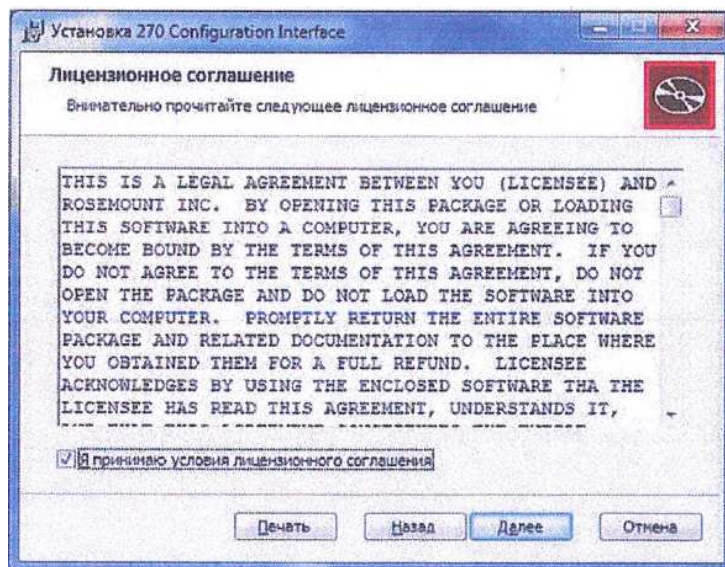 Установка 270 Configuration Interface
Лицензионное соглашение
Внимательно прочитайте следующее лицензионное соглашение
THIS IS A LEGAL AGREEMENT BETWEEN YOU (LICENSEE) AND
ROSEMOUNT INC. BY OPENING THIS PACKAGE OR LOADING
THIS SOFTWARE INTO A COMPUTER, YOU ARE AGREEING TO
BECOME BOUND BY THE TERMS OF THIS AGREEMENT. IF YOU
DO NOT AGREE TO THE TERMS OF THIS AGREEMENT, DO NOT
OPEN THE PACKAGE AND DO NOT LOAD THE SOFTWARE INTO
YOUR COMPUTER. PROMPTLY RETURN THE ENTIRE SOFTWARE
PACKAGE AND RELATED DOCUMENTATION TO THE PLACE WHERE
YOU OBTAINED THEM FOR A FULL REFUND. LICENSEE
ACKNOWLEDGES BY USING THE ENCLOSED SOFTWARE THA THE
LICENSEE HAS READ THIS AGREEMENT, UNDERSTANDS IT,
Я принимаю условия лицензионного соглашения
Печать Назад Далее Отмена